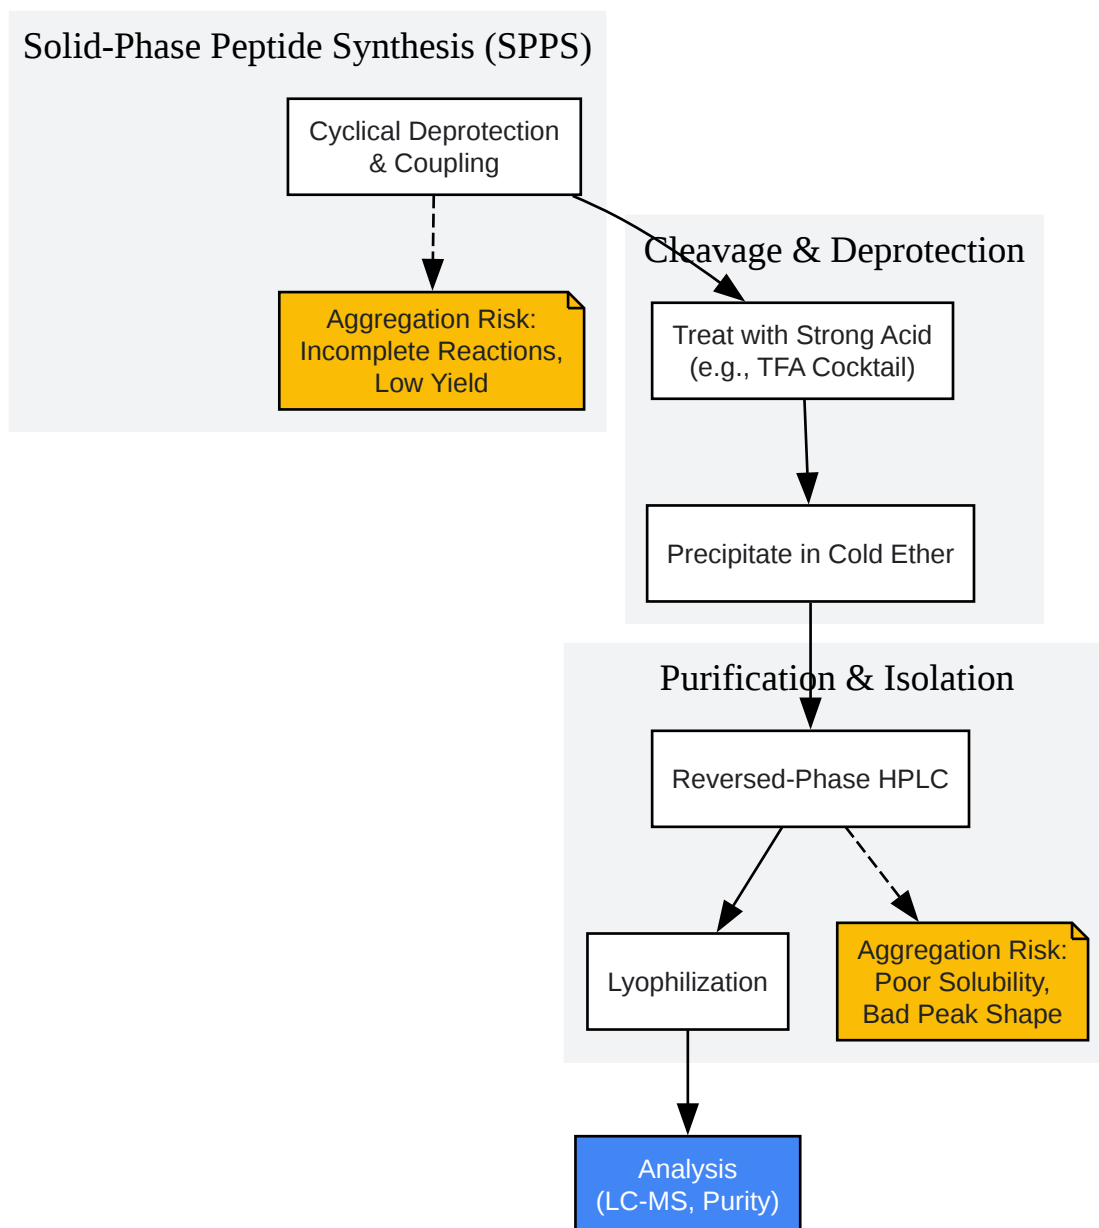 Solid-Phase Peptide Synthesis (SPPS)
Cyclical Deprotection
& Coupling
Aggregation Risk:
Incomplete Reactions,
Low Yield
Cleavage & Deprotection
Treat with Strong Acid
(e.g., TFA Cocktail)
Precipitate in Cold Ether
Purification & Isolation
Reversed-Phase HPLC
Lyophilization
Aggregation Risk:
Poor Solubility,
Bad Peak Shape
Analysis
(LC-MS, Purity)